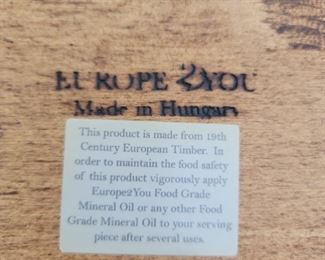 EUROPE 2YOU
Made in Hungary
This product is made from 19th
Century European Timber. In
order to maintain the food safety
of this product vigorously apply
Europe2You Food Grade
Mineral Oil or any other Food
Grade Mineral Oil to your serving
piece after several uses.